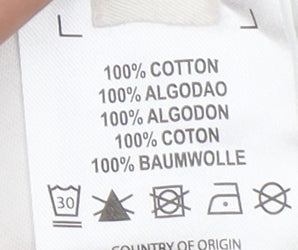 100% COTTON
100% ALGODAO
100% ALGODON
100% COTON
100% BAUMWOLLE
30
COUNTRY OF ORIGIN